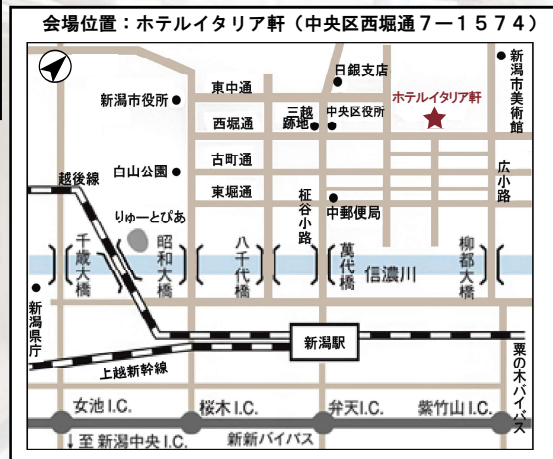 会場位置：ホテルイタリア軒（中央区西堀通７ー１５７４）
日銀支店
新潟市美術館
東中通
新潟市役所
ホテルイタリア軒
三越
跡地
中央区役所
西堀通
古町通
白山公園
越後線
東堀通
柾谷小路
中郵便局
広小路
りゅーとぴあ
千歳大橋
昭和大橋
八千代橋
萬代橋
柳都大橋
信濃川
新潟県庁
新潟駅
上越新幹線
栗の木バイパス
女池 I.C.
桜木 I.C.
弁天 I.C.
紫竹山 I.C.
↓至 新潟中央 I.C.
新新バイパス